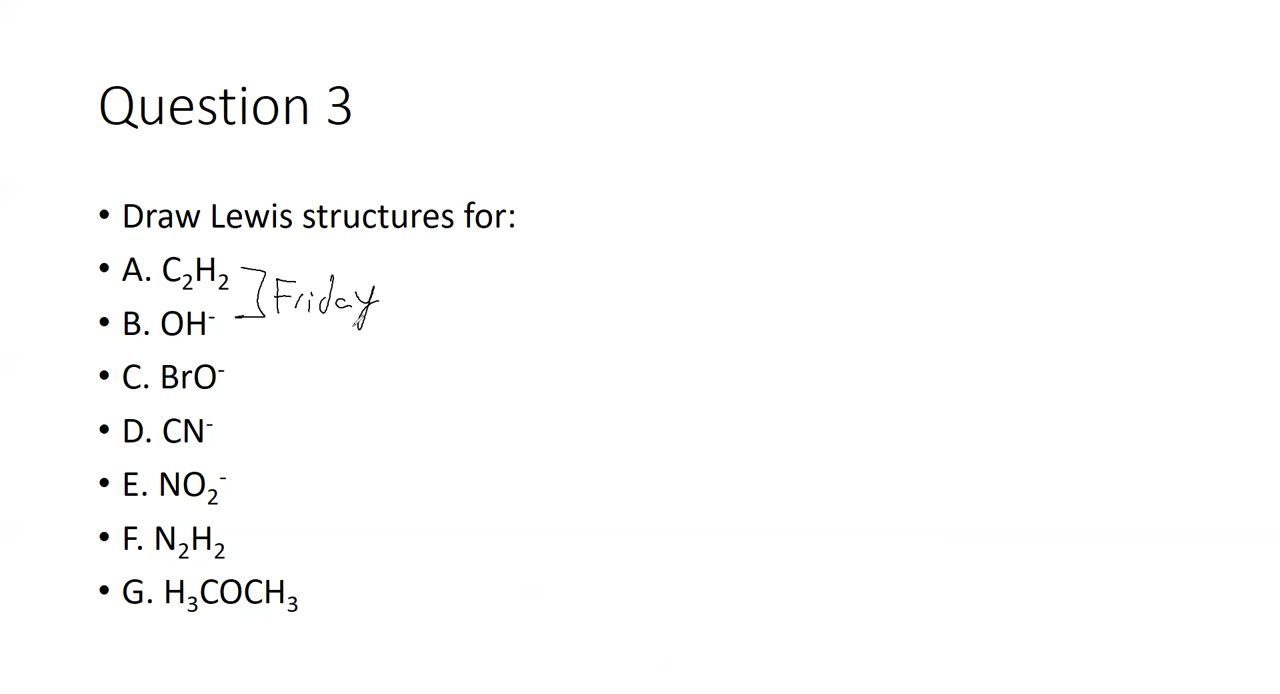 Question 3
• Draw Lewis structures for:
• A. C₂H₂
Friday
• B. OH⁻
• C. BrO⁻
• D. CN⁻
• E. NO₂⁻
• F. N₂H₂
• G. H₃COCH₃